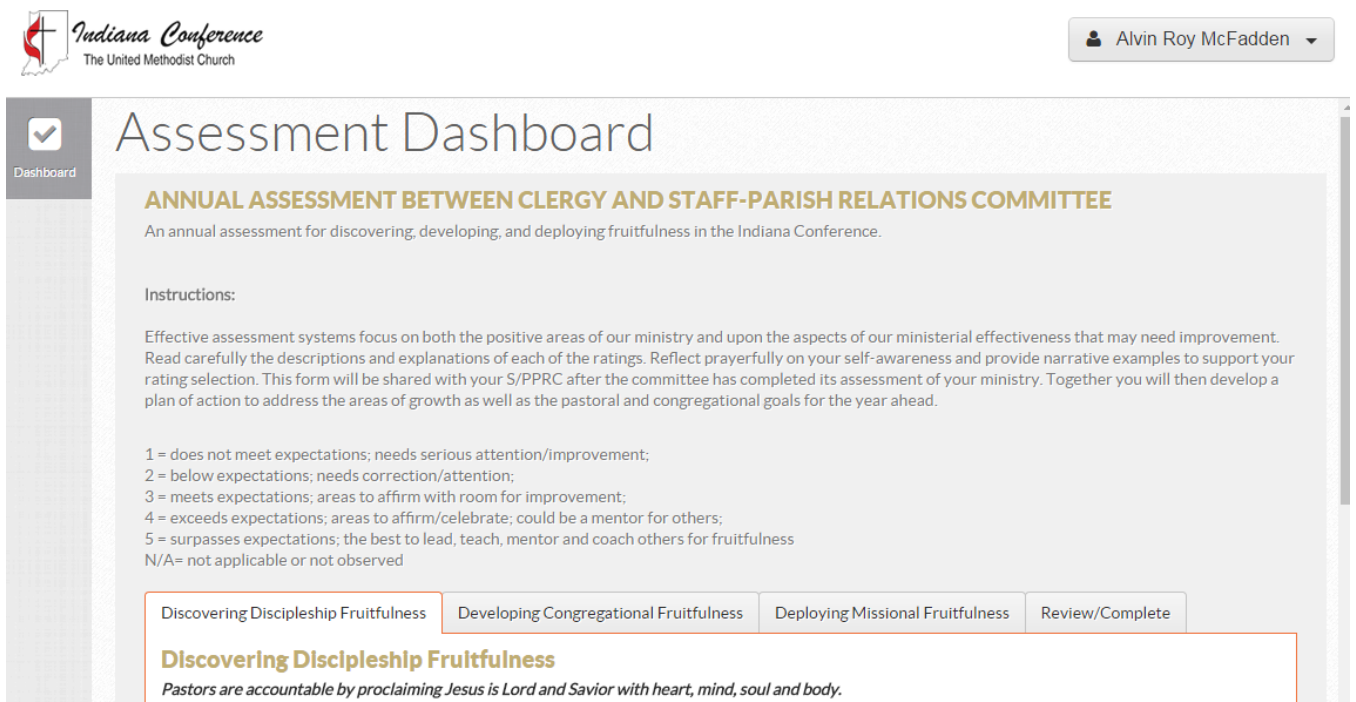 Indiana Conference
The United Methodist Church
Alvin Roy McFadden
Dashboard
Assessment Dashboard
ANNUAL ASSESSMENT BETWEEN CLERGY AND STAFF-PARISH RELATIONS COMMITTEE
An annual assessment for discovering, developing, and deploying fruitfulness in the Indiana Conference.
Instructions:
Effective assessment systems focus on both the positive areas of our ministry and upon the aspects of our ministerial effectiveness that may need improvement.
Read carefully the descriptions and explanations of each of the ratings. Reflect prayerfully on your self-awareness and provide narrative examples to support your
rating selection. This form will be shared with your S/PPRC after the committee has completed its assessment of your ministry. Together you will then develop a
plan of action to address the areas of growth as well as the pastoral and congregational goals for the year ahead.
1 = does not meet expectations; needs serious attention/improvement;
2 = below expectations; needs correction/attention;
3 = meets expectations; areas to affirm with room for improvement;
4 = exceeds expectations; areas to affirm/celebrate; could be a mentor for others;
5 = surpasses expectations; the best to lead, teach, mentor and coach others for fruitfulness
N/A= not applicable or not observed
Discovering Discipleship Fruitfulness Developing Congregational Fruitfulness Deploying Missional Fruitfulness Review/Complete
Discovering Discipleship Fruitfulness
Pastors are accountable by proclaiming Jesus is Lord and Savior with heart, mind, soul and body.